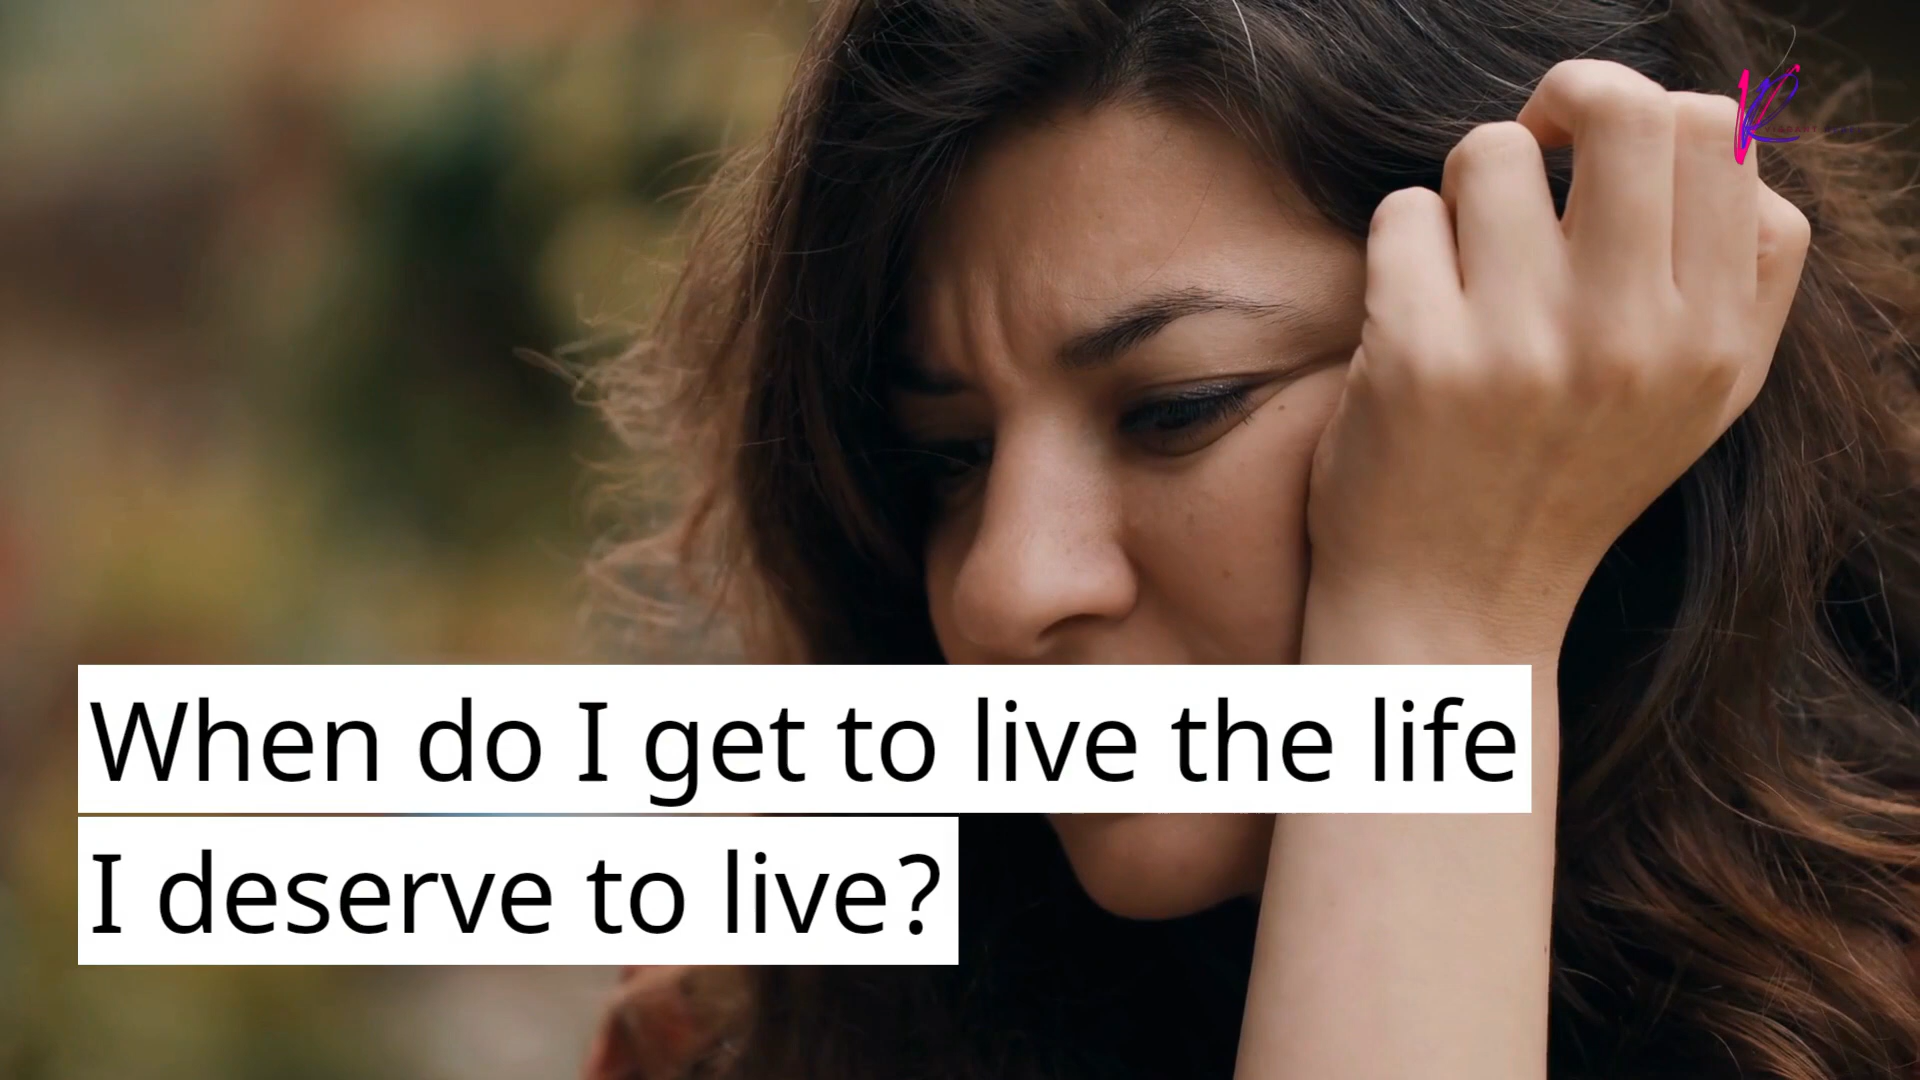 When do I get to live the life
I deserve to live?